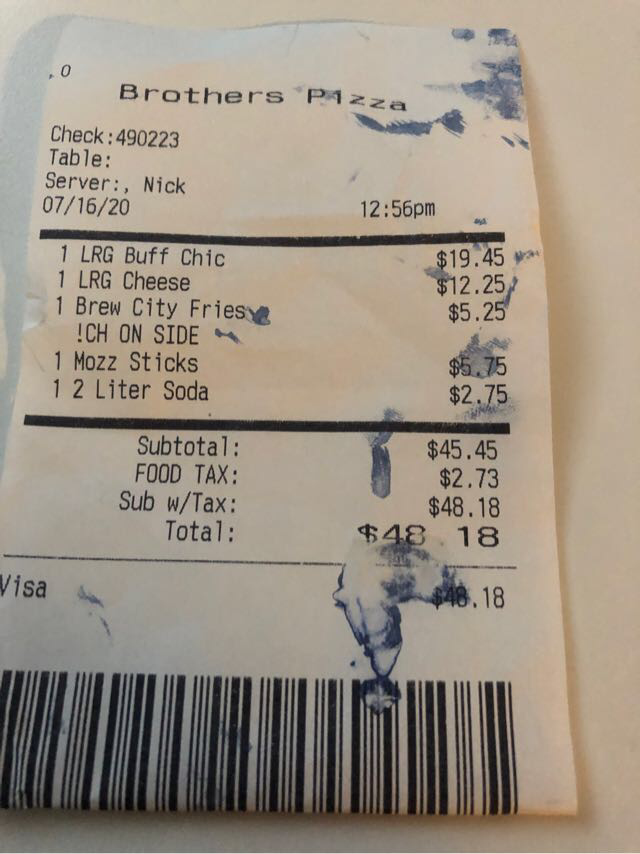 , 0
Brothers Pizza
Check:490223
Table:
Server:, Nick
07/16/20 12:56pm
1 LRG Buff Chic $19.45
1 LRG Cheese $12.25
1 Brew City Fries $5.25
!CH ON SIDE
1 Mozz Sticks $5.75
1 2 Liter Soda $2.75
Subtotal: $45.45
FOOD TAX: $2.73
Sub w/Tax: $48.18
Total: $48 18
Visa $48.18